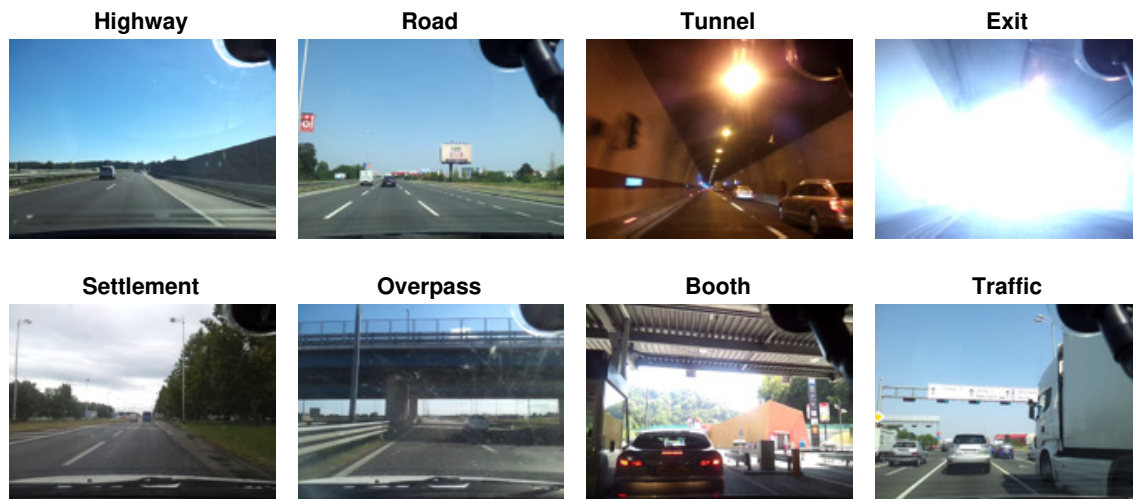 Highway
Road
Tunnel
Exit
Settlement
Overpass
Booth
Traffic